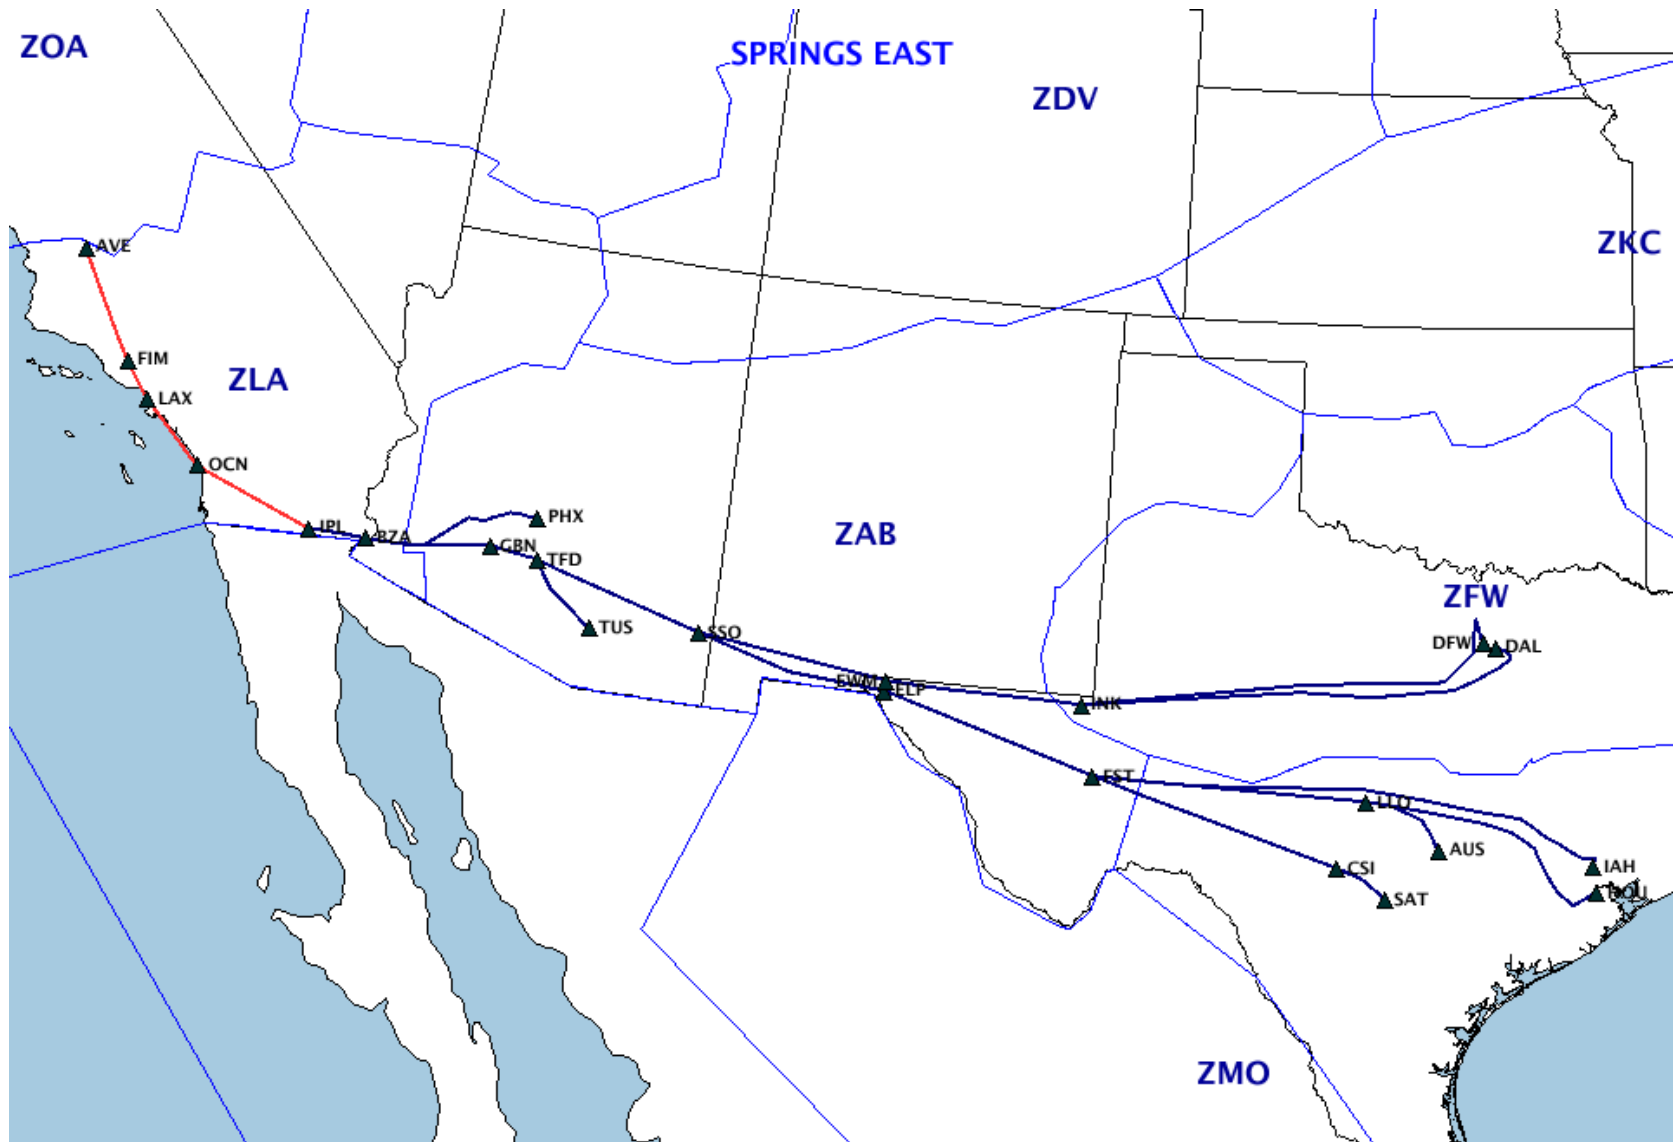 ZOA
SPRINGS EAST
ZDV
ZKC
AVE
FIM
ZLA
LAX
OCN
IPL
BZA
PHX
GBN
TFD
ZAB
TUS
SSO
ZFW
DFW
DAL
EWM
ELP
INK
FST
LLO
AUS
IAH
CSI
HOU
SAT
ZMO